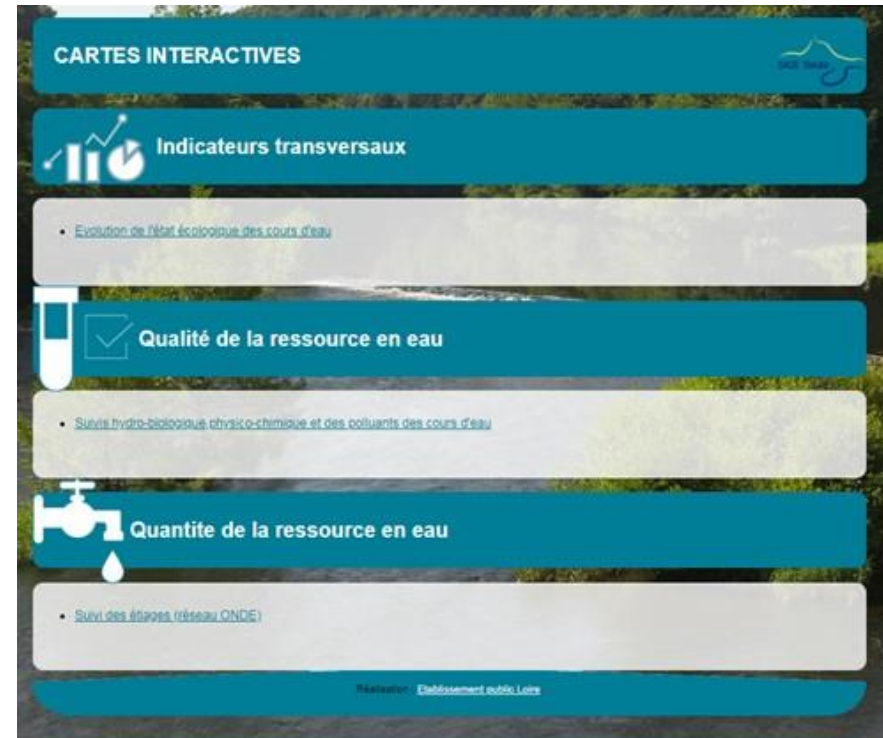 CARTES INTERACTIVES
Indicateurs transversaux
Evolution de l'état écologique des cours d'eau
Qualité de la ressource en eau
Suivis hydro-biologique physico-chimique et des polluants des cours d'eau
Quantite de la ressource en eau
Suivi des étiages (réseau ONDE)
Réalisation : Etablissement public Loire